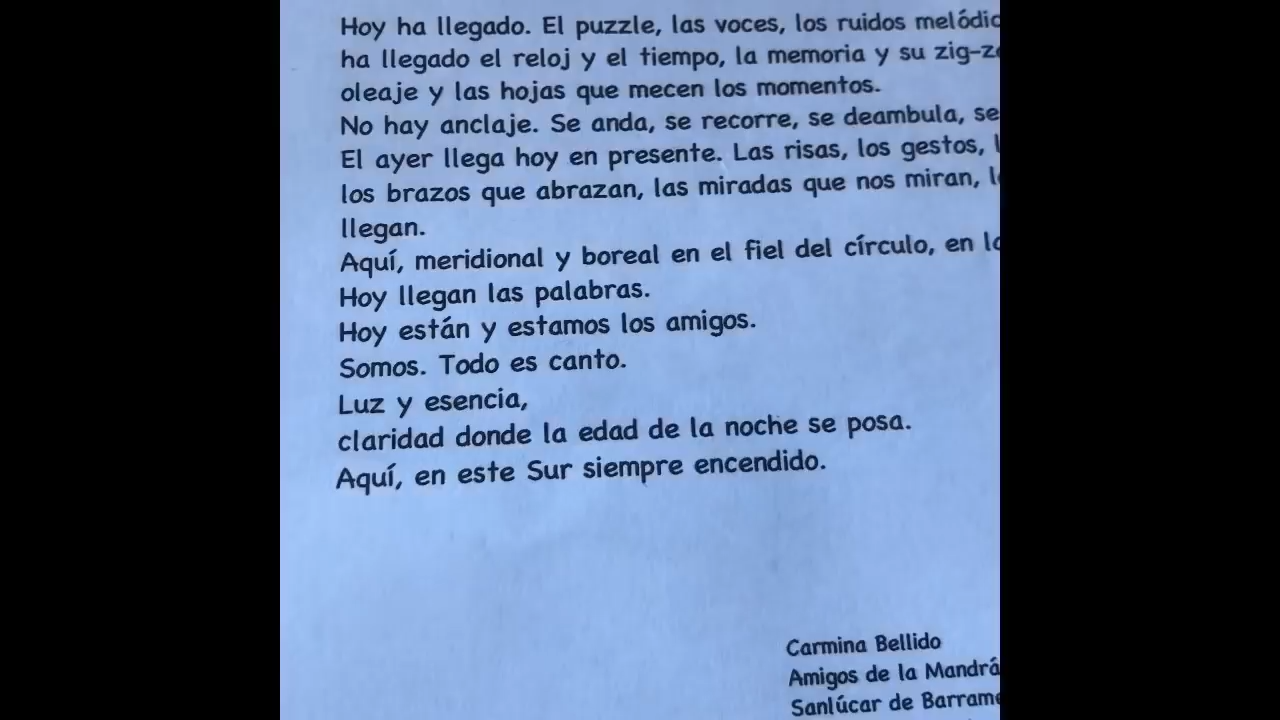 Hoy ha llegado. El puzzle, las voces, los ruidos
ha llegado el reloj y el tiempo, la memoria y su
oleaje y las hojas que mecen los momentos.
No hay anclaje. Se anda, se recorre, se deambula, se
El ayer llega hoy en presente. Las risas, los gestos,
los brazos que abrazan, las miradas que nos miran,
llegan.
Aquí, meridional y boreal en el fiel del círculo, en
Hoy llegan las palabras.
Hoy están y estamos los amigos.
Somos. Todo es canto.
Luz y esencia,
claridad donde la edad de la noche se posa.
Aquí, en este Sur siempre encendido.
Carmina Bellido
Amigos de la
Sanlúcar de